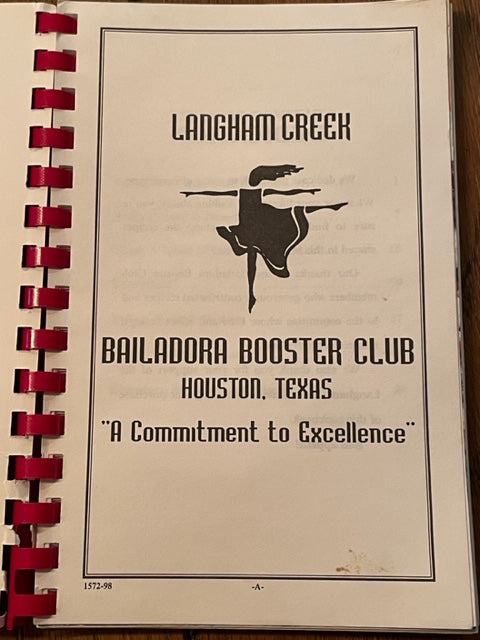 LANGHAM CREEK
BAILADORA BOOSTER CLUB
HOUSTON, TEXAS
"A Commitment to Excellence"
1572-98
-A-